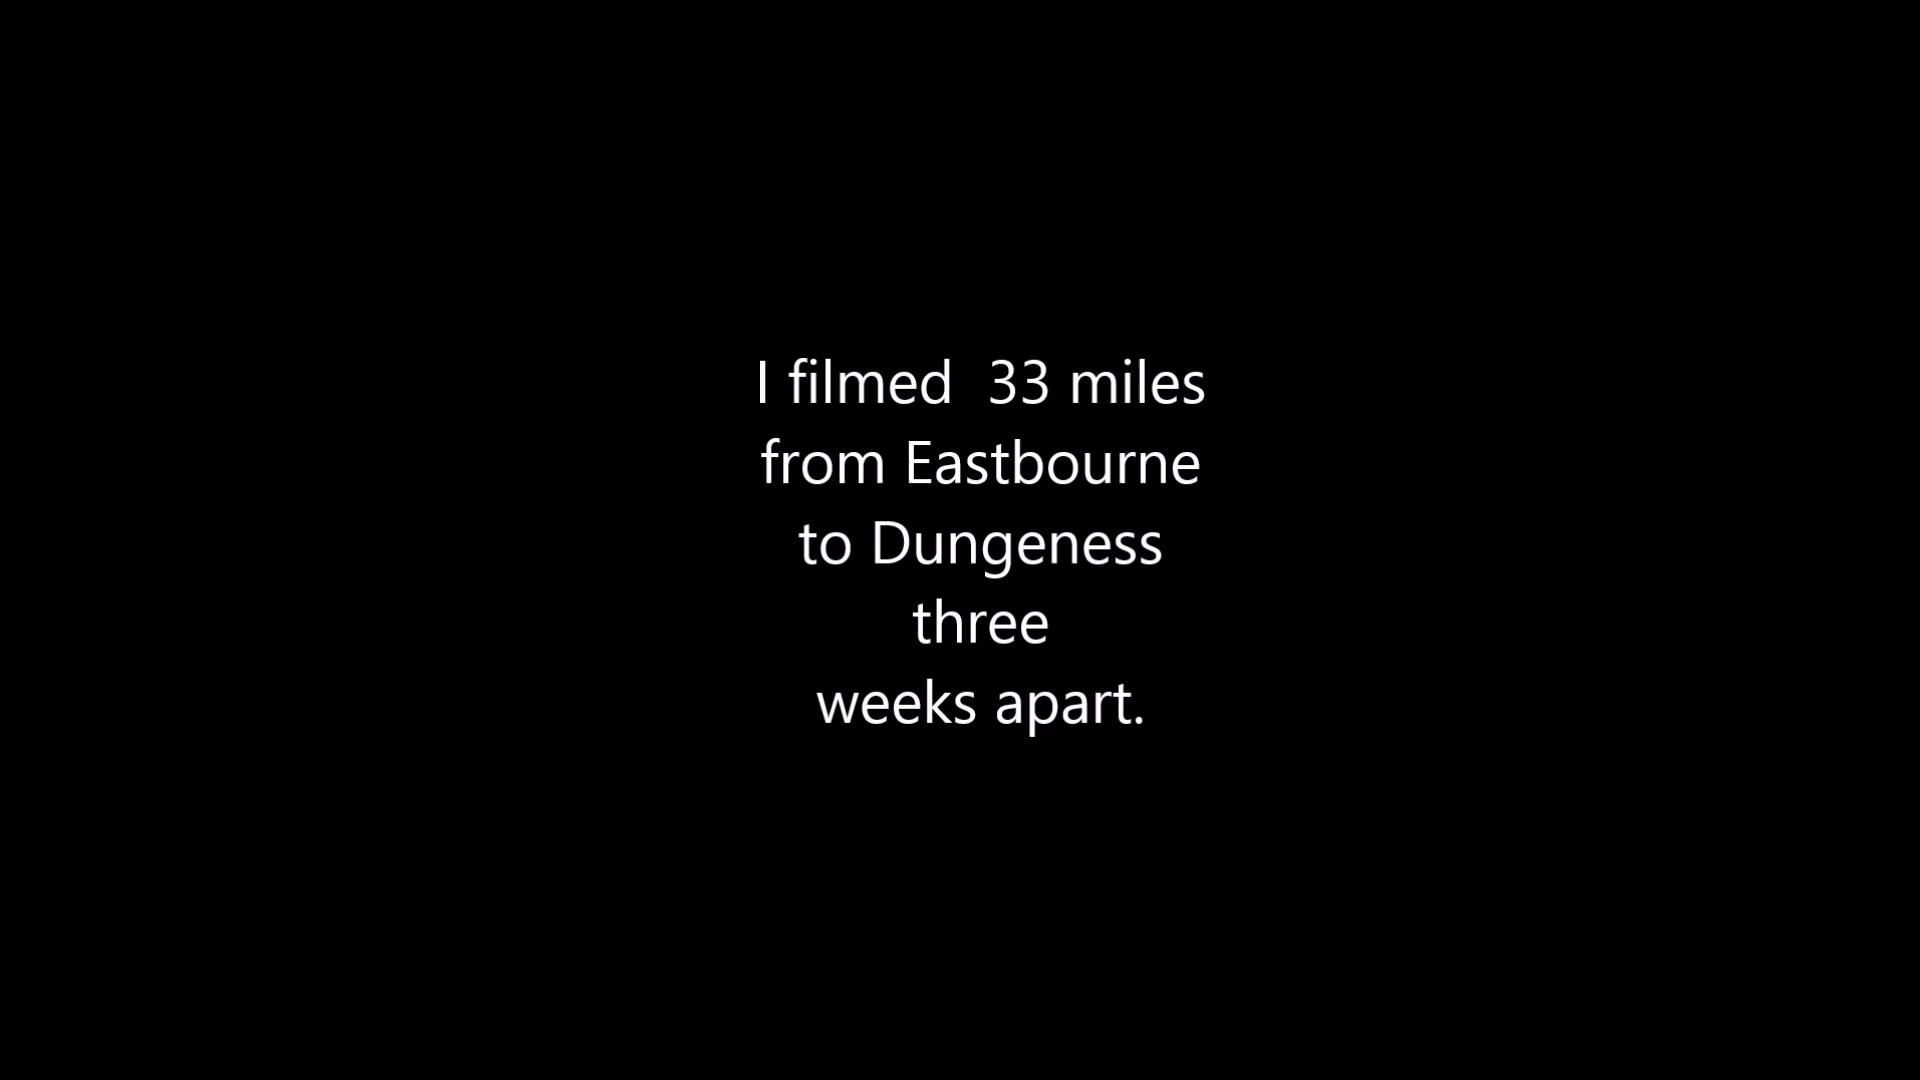 I filmed  33 miles
from Eastbourne
to Dungeness
three
weeks apart.